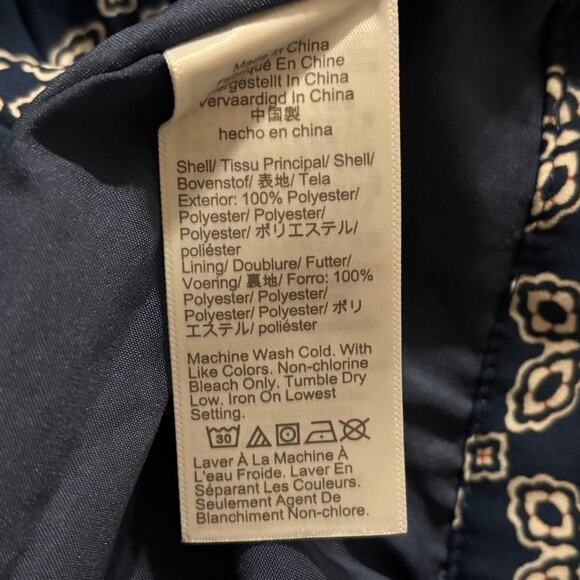 Made In China
Fabriqué En Chine
Hergestellt In China
Vervaardigd In China
中国製
hecho en china
Shell/ Tissu Principal/ Shell/
Bovenstof/ 表地/ Tela
Exterior: 100% Polyester/
Polyester/ Polyester/
Polyester/ ポリエステル/
poliéster
Lining/ Doublure/ Futter/
Voering/ 裏地/ Forro: 100%
Polyester/ Polyester/
Polyester/ Polyester/ ポリ
エステル/ poliéster
Machine Wash Cold. With
Like Colors. Non-chlorine
Bleach Only. Tumble Dry
Low. Iron On Lowest
Setting.
30
Laver À La Machine À
L'eau Froide. Laver En
Séparant Les Couleurs.
Seulement Agent De
Blanchiment Non-chlore.